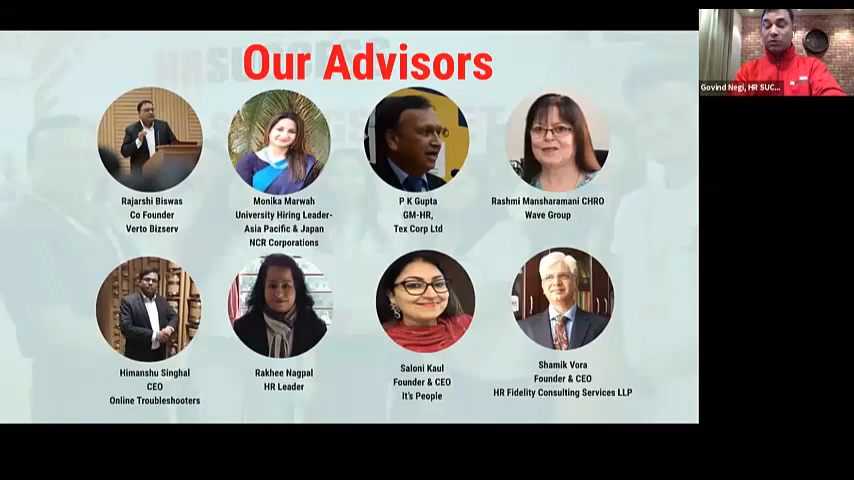 Our Advisors
HR SUCCESS
Govind Negi, HR SUC...
Rajarshi Biswas
Co Founder
Verto Bizserv
Monika Marwah
University Hiring Leader-
Asia Pacific & Japan
NCR Corporations
P K Gupta
GM-HR,
Tex Corp Ltd
Rashmi Mansharamani CHRO
Wave Group
Himanshu Singhal
CEO
Online Troubleshooters
Rakhee Nagpal
HR Leader
Saloni Kaul
Founder & CEO
It's People
Shamik Vora
Founder & CEO
HR Fidelity Consulting Services LLP